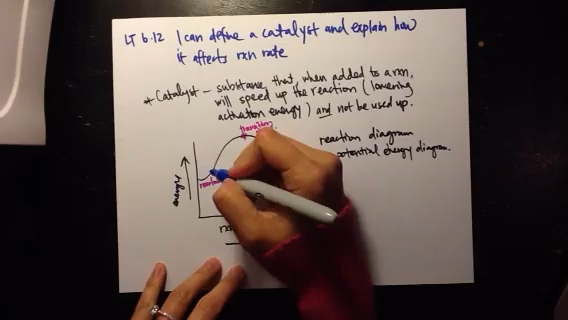 LT 6.12 I can define a catalyst and explain how
it affects rxn rate
* Catalyst - substance that, when added to a rxn,
will speed up the reaction (lowering
activation energy) and not be used up.
transition
reaction diagram
potential energy diagram.
energy